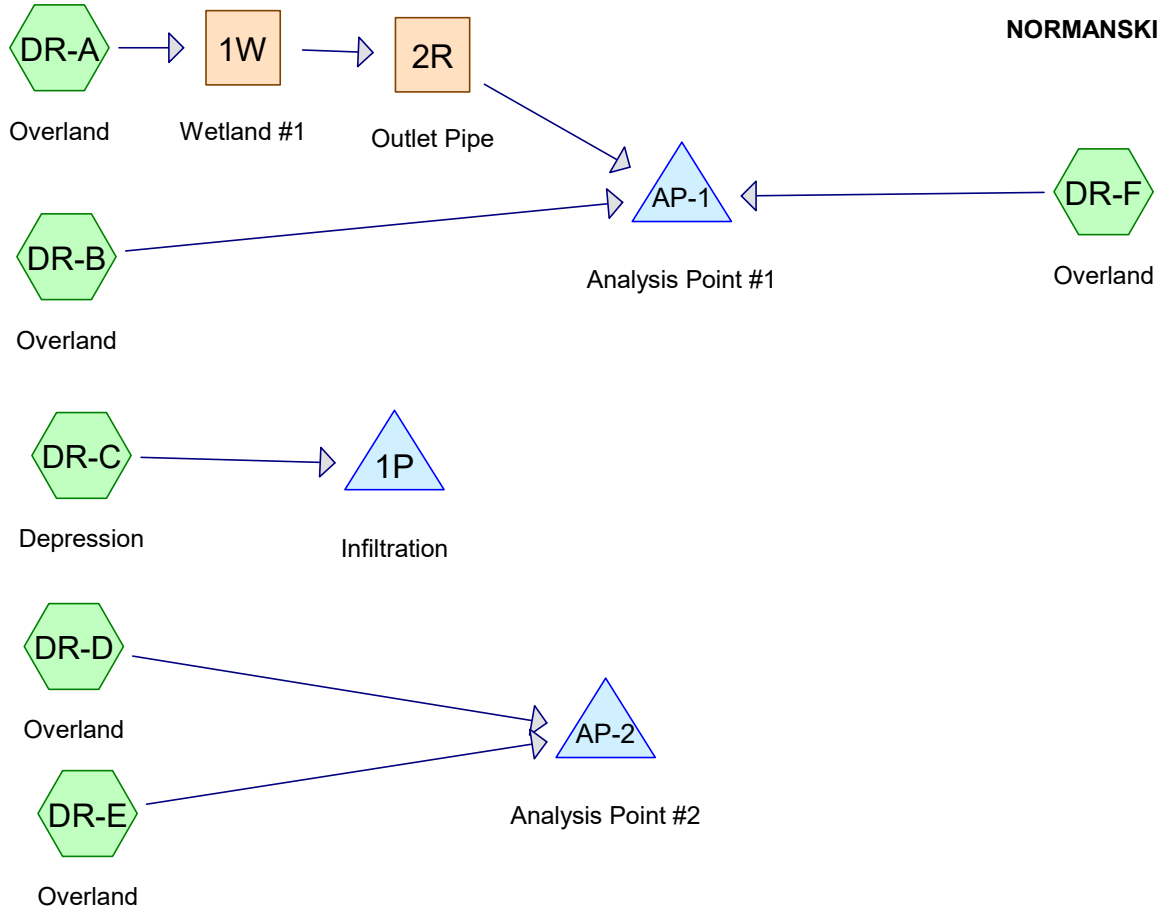 NORMANSKI
DR-A
1W
2R
Overland
Wetland #1
Outlet Pipe
AP-1
DR-F
DR-B
Analysis Point #1
Overland
Overland
DR-C
1P
Depression
Infiltration
DR-D
Overland
AP-2
DR-E
Analysis Point #2
Overland